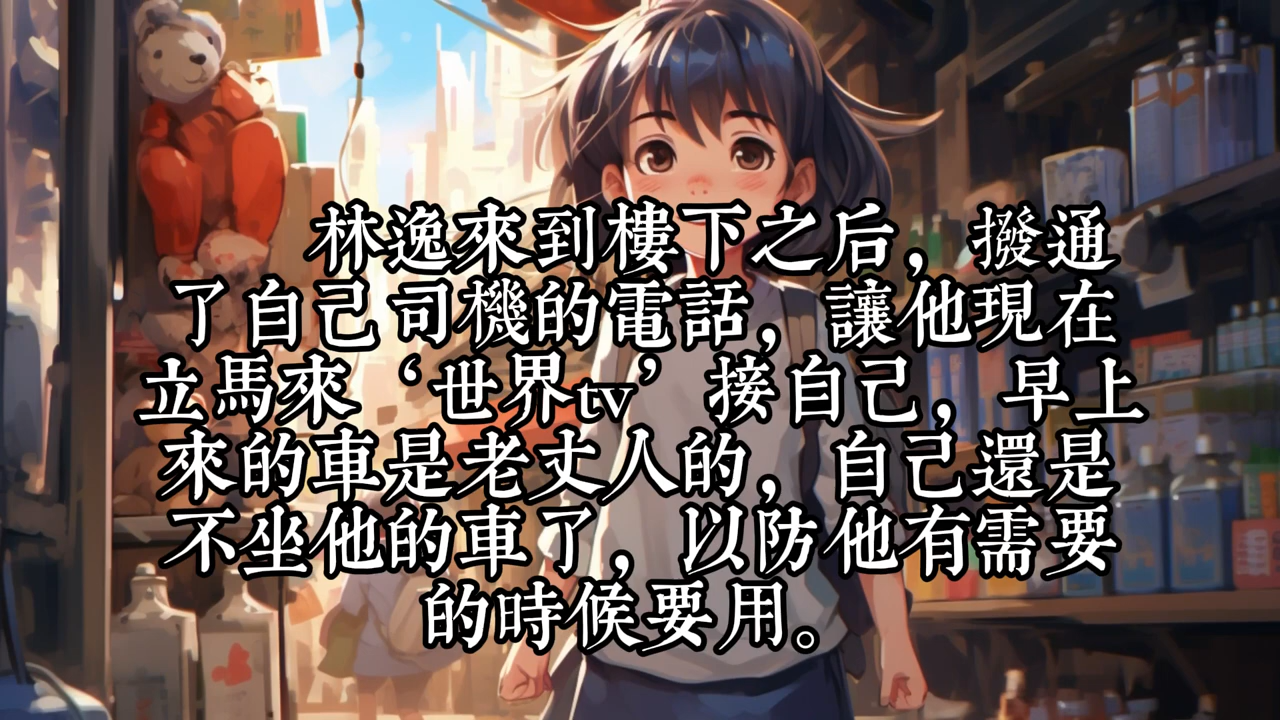 林逸來到樓下之后，撥通
了自己司機的電話，讓他現在
立馬來‘世界tv’接自己，早上
來的車是老丈人的，自己還是
不坐他的車了，以防他有需要
的時候要用。